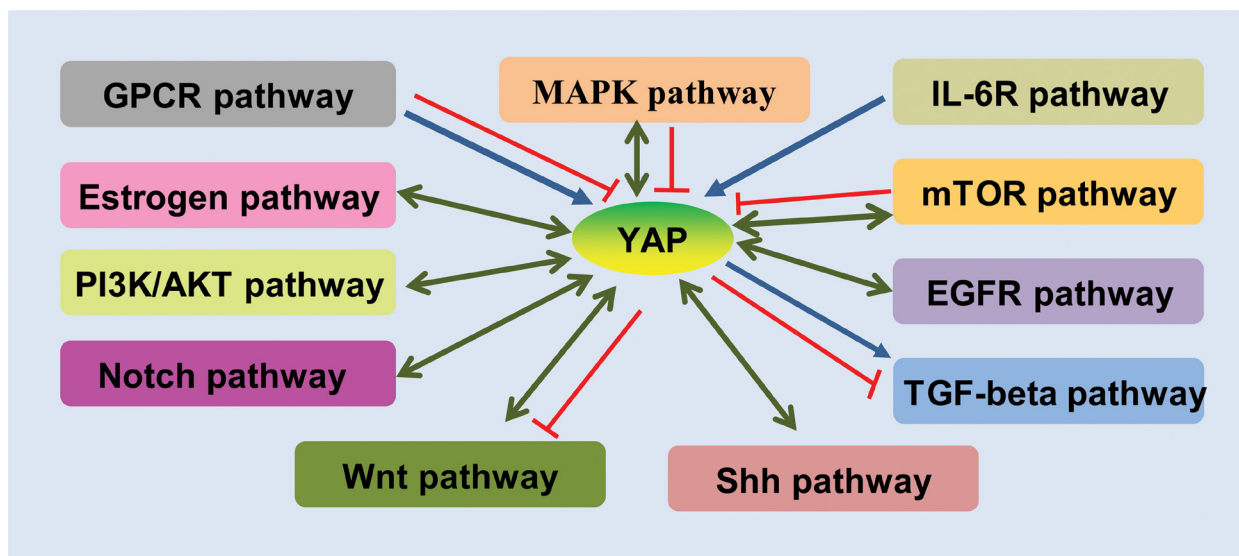 GPCR pathway
MAPK pathway
IL-6R pathway
Estrogen pathway
mTOR pathway
YAP
PI3K/AKT pathway
EGFR pathway
Notch pathway
TGF-beta pathway
Wnt pathway
Shh pathway